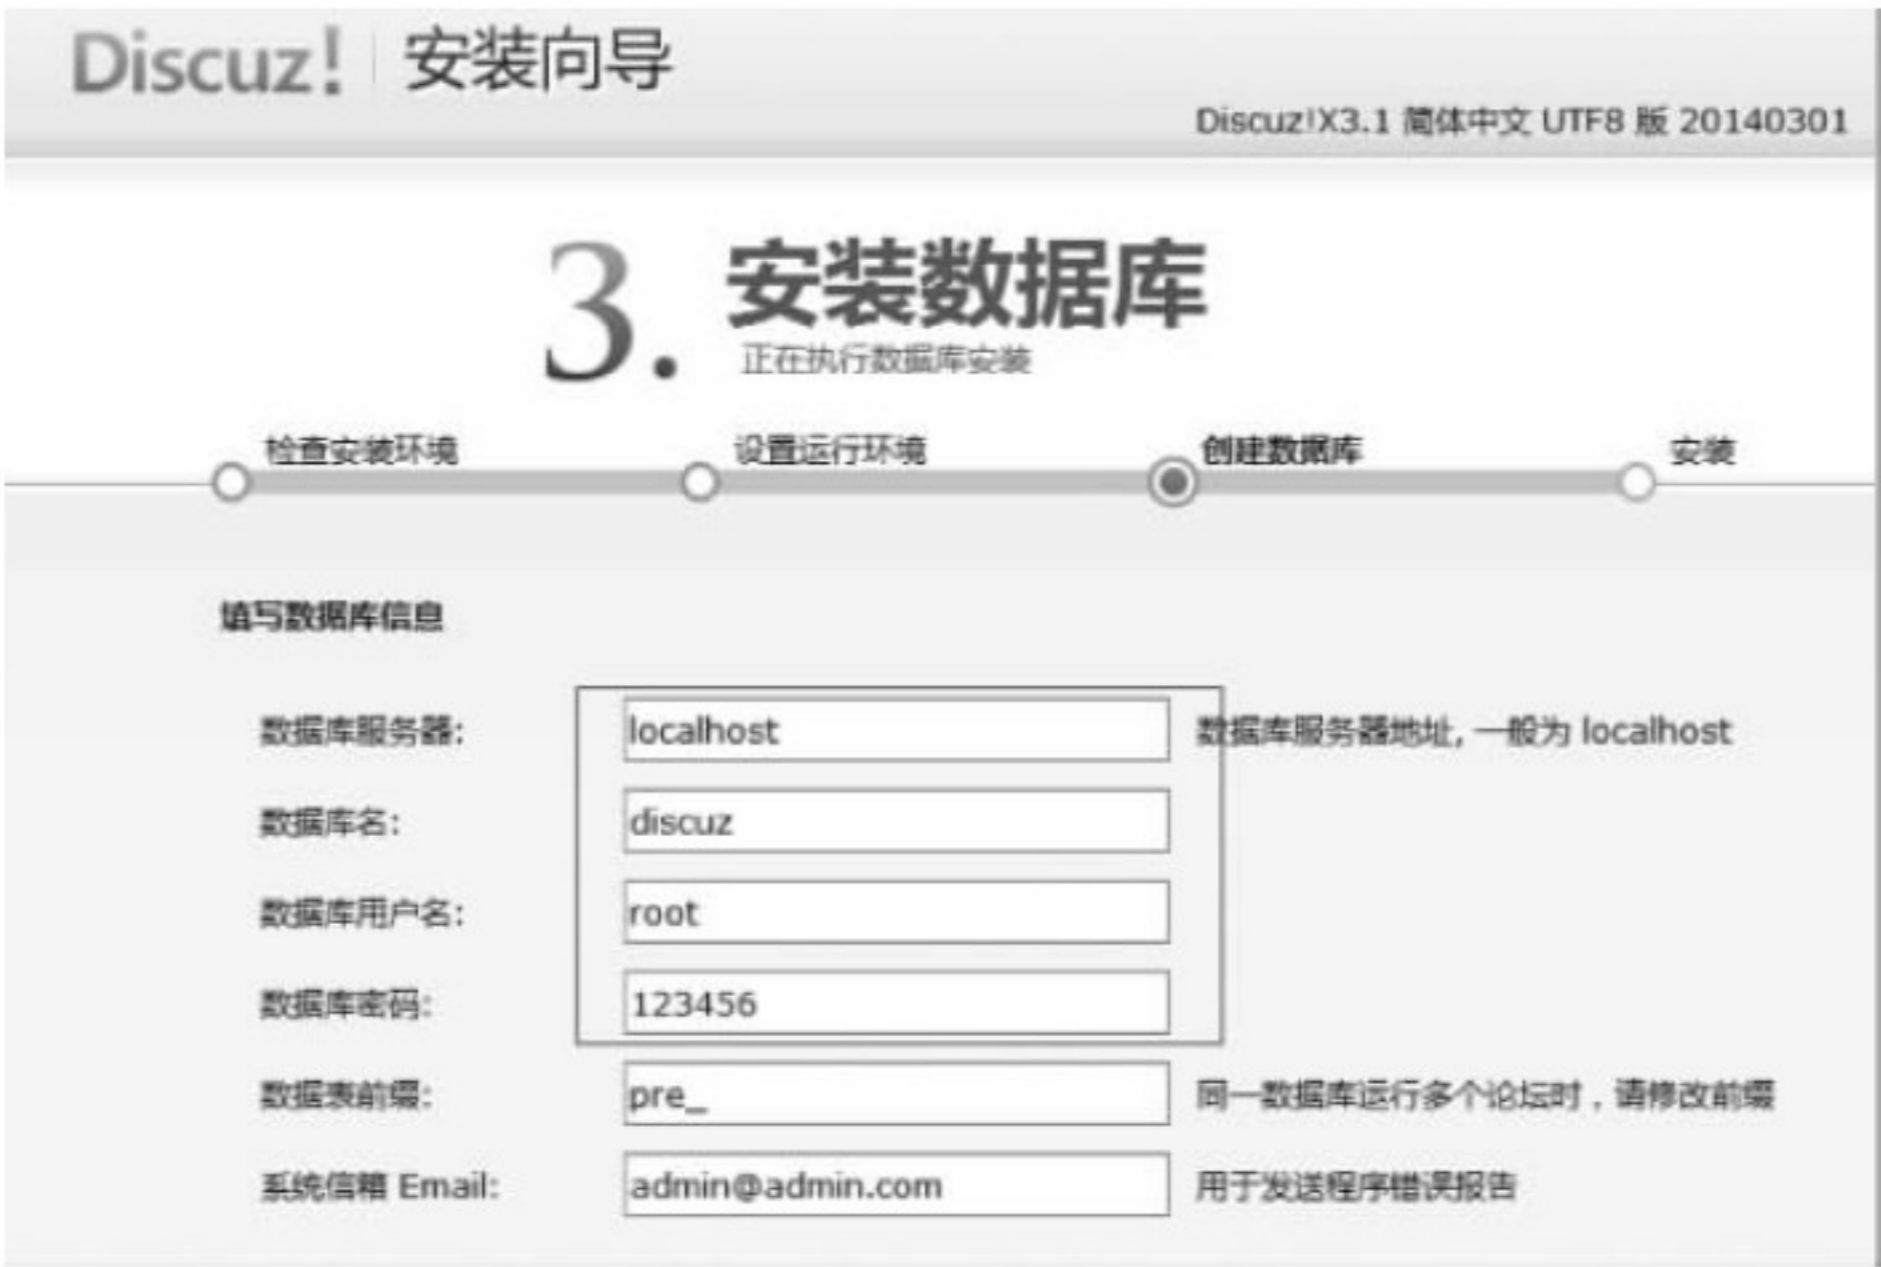 Discuz! 安装向导
Discuz!X3.1 简体中文 UTF8 版 20140301
3. 安装数据库
正在执行数据库安装
检查安装环境 设置运行环境 创建数据库 安装
填写数据库信息
数据库服务器: localhost 数据库服务器地址, 一般为 localhost
数据库名: discuz
数据库用户名: root
数据库密码: 123456
数据表前缀: pre_ 同一数据库运行多个论坛时，请修改前缀
系统信箱 Email: admin@admin.com 用于发送程序错误报告